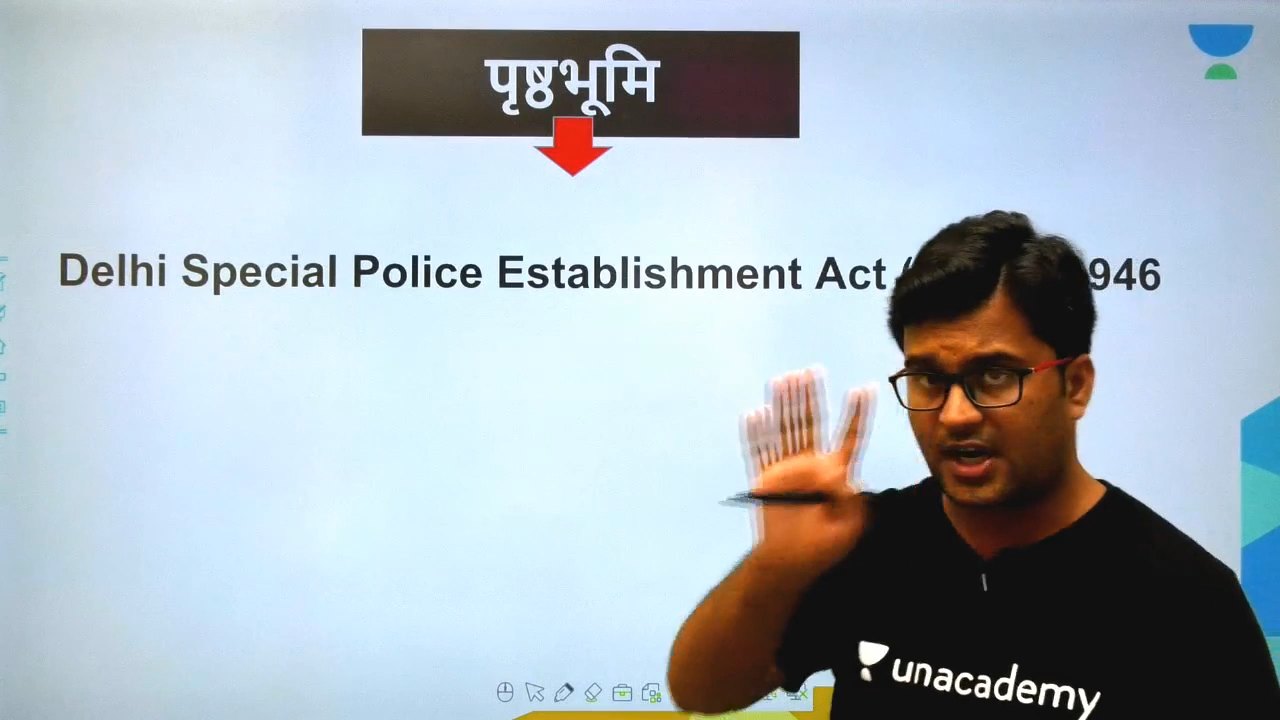 पृष्ठभूमि
Delhi Special Police Establishment Act ( 946
unacademy